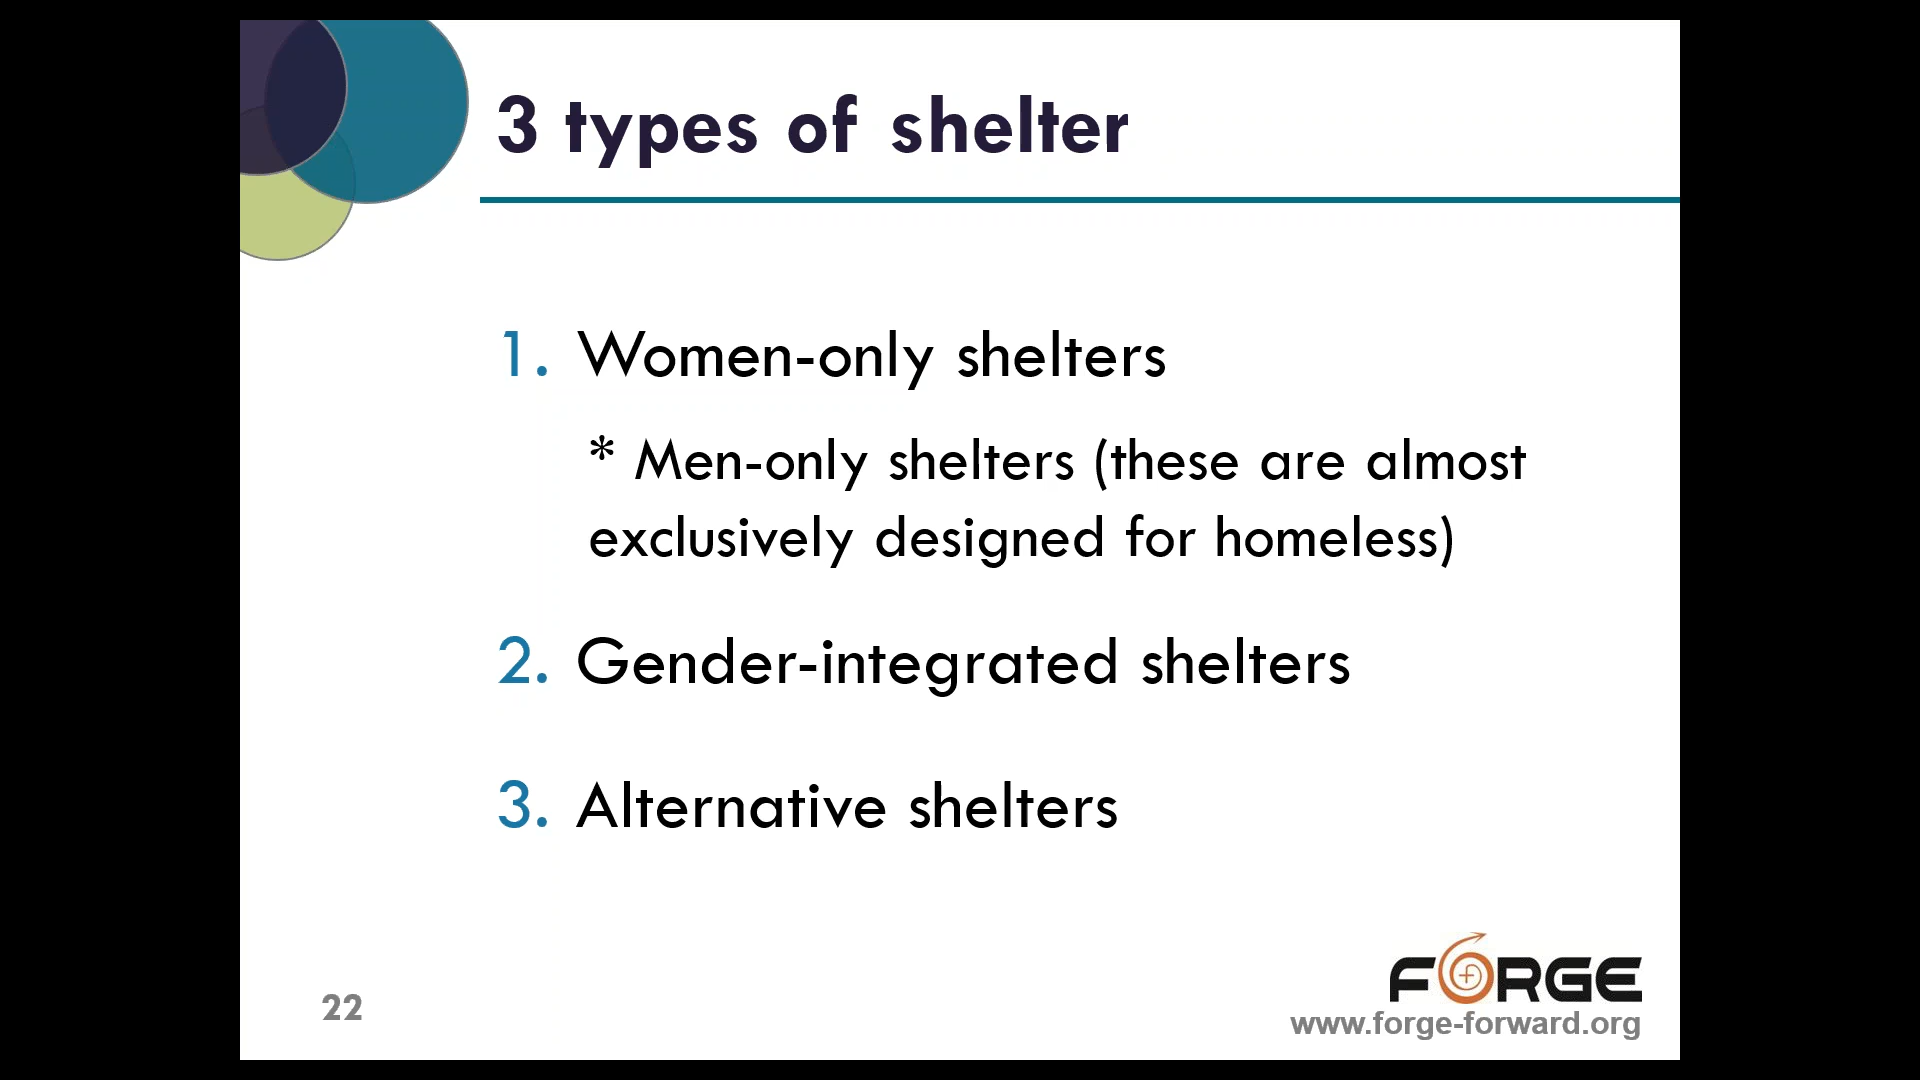 3 types of shelter
1. Women-only shelters
* Men-only shelters (these are almost
exclusively designed for homeless)
2. Gender-integrated shelters
3. Alternative shelters
FORGE
22
www.forge-forward.org